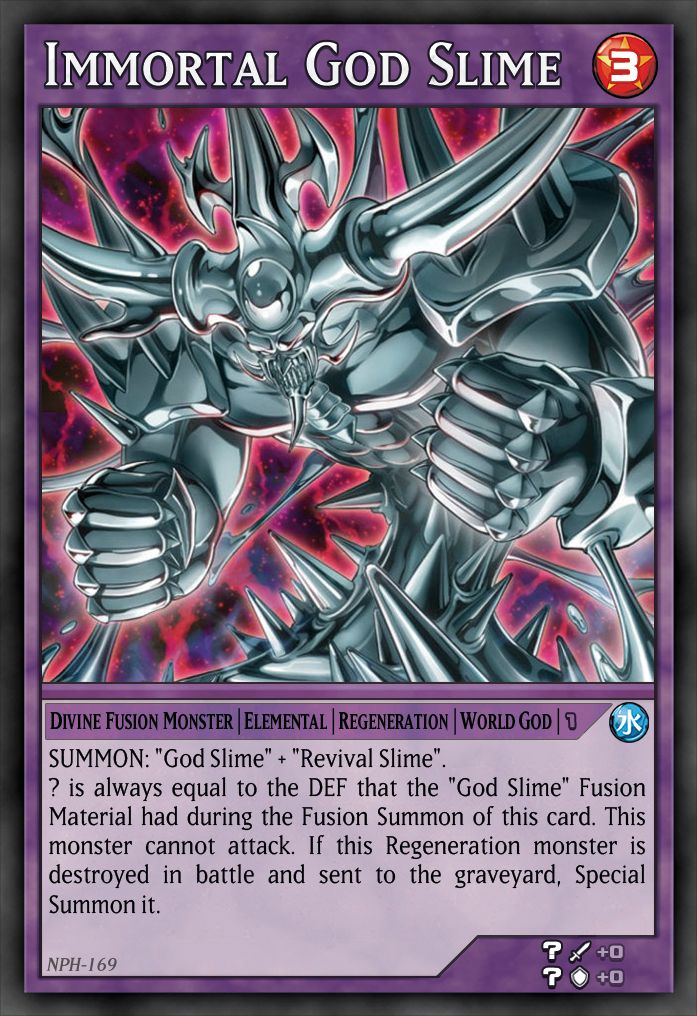 IMMORTAL GOD SLIME
3
DIVINE FUSION MONSTER | ELEMENTAL | REGENERATION | WORLD GOD |
水
SUMMON: "God Slime" + "Revival Slime".
? is always equal to the DEF that the "God Slime" Fusion
Material had during the Fusion Summon of this card. This
monster cannot attack. If this Regeneration monster is
destroyed in battle and sent to the graveyard, Special
Summon it.
? +0
NPH-169
? +0